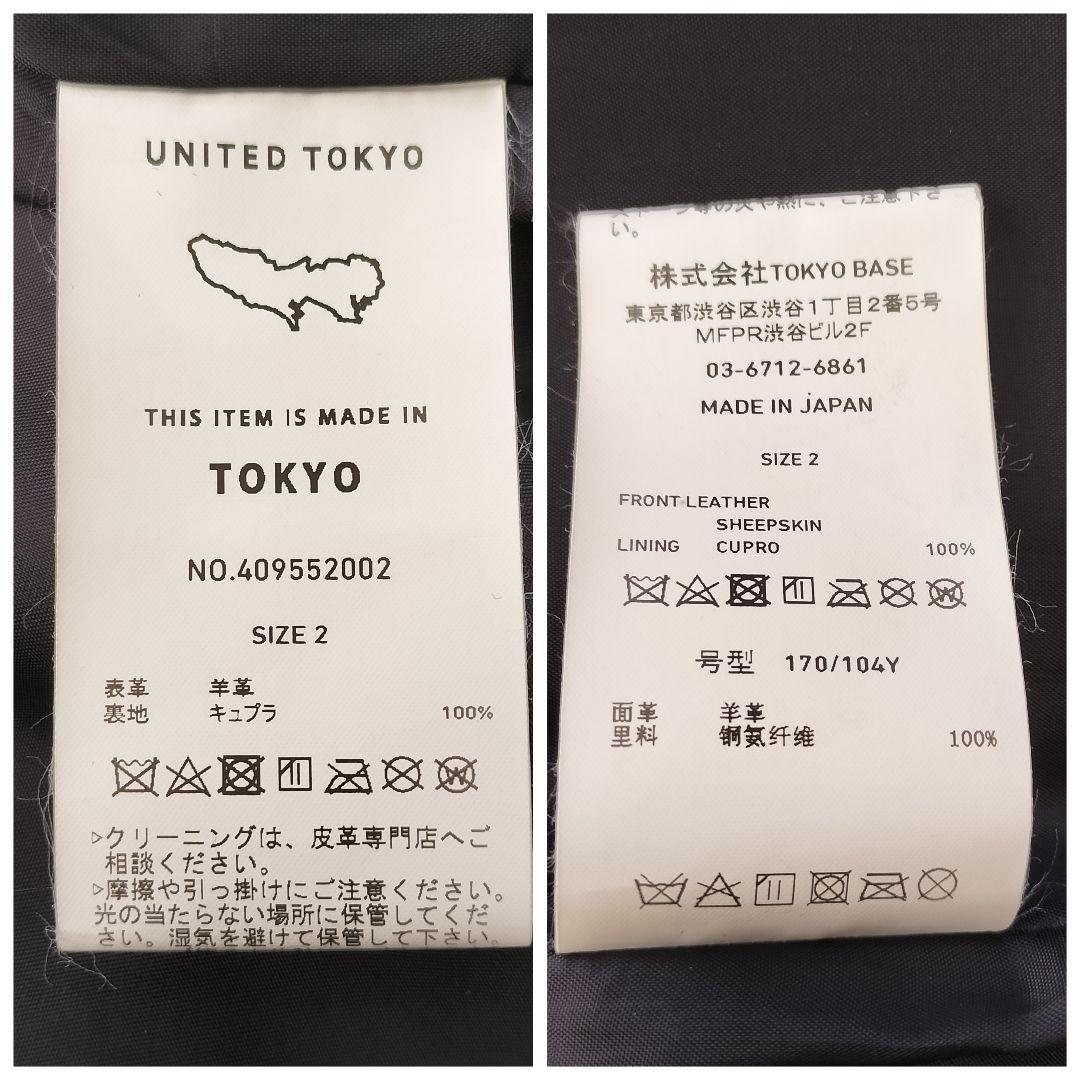 UNITED TOKYO
THIS ITEM IS MADE IN
TOKYO
NO.409552002
SIZE 2
表革 羊革
裏地 キュプラ 100%
▷クリーニングは、皮革専門店へご
相談ください。
▷摩擦や引っ掛けにご注意ください。
光の当たらない場所に保管してくだ
さい。湿気を避けて保管して下さい。
ご注意下さ
い。
株式会社TOKYO BASE
東京都渋谷区渋谷1丁目2番5号
MFPR渋谷ビル2F
03-6712-6861
MADE IN JAPAN
SIZE 2
FRONT LEATHER
SHEEPSKIN
LINING CUPRO 100%
号型 170/104Y
面革 羊革
里料 铜氨纤维 100%